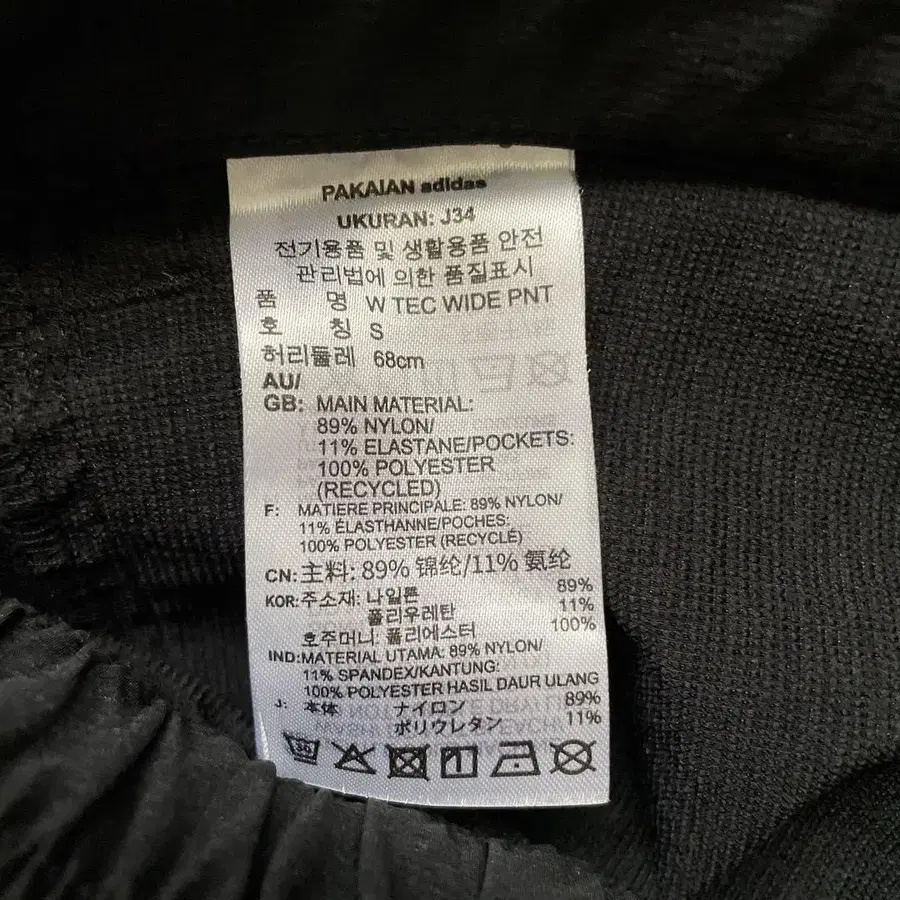 PAKAIAN adidas
UKURAN: J34
전기용품 및 생활용품 안전
관리법에 의한 품질표시
품 명 W TEC WIDE PNT
호 칭 S
허리둘레 68cm
AU/
GB: MAIN MATERIAL:
89% NYLON/
11% ELASTANE/POCKETS:
100% POLYESTER
(RECYCLED)
F: MATIERE PRINCIPALE: 89% NYLON/
11% ÉLASTHANNE/POCHES:
100% POLYESTER (RECYCLÉ)
CN: 主料: 89% 锦纶/11% 氨纶
KOR: 주소재: 나일론 89%
폴리우레탄 11%
호주머니: 폴리에스터 100%
IND: MATERIAL UTAMA: 89% NYLON/
11% SPANDEX/KANTUNG:
100% POLYESTER HASIL DAUR ULANG
J: 本体 ナイロン 89%
ポリウレタン 11%
30